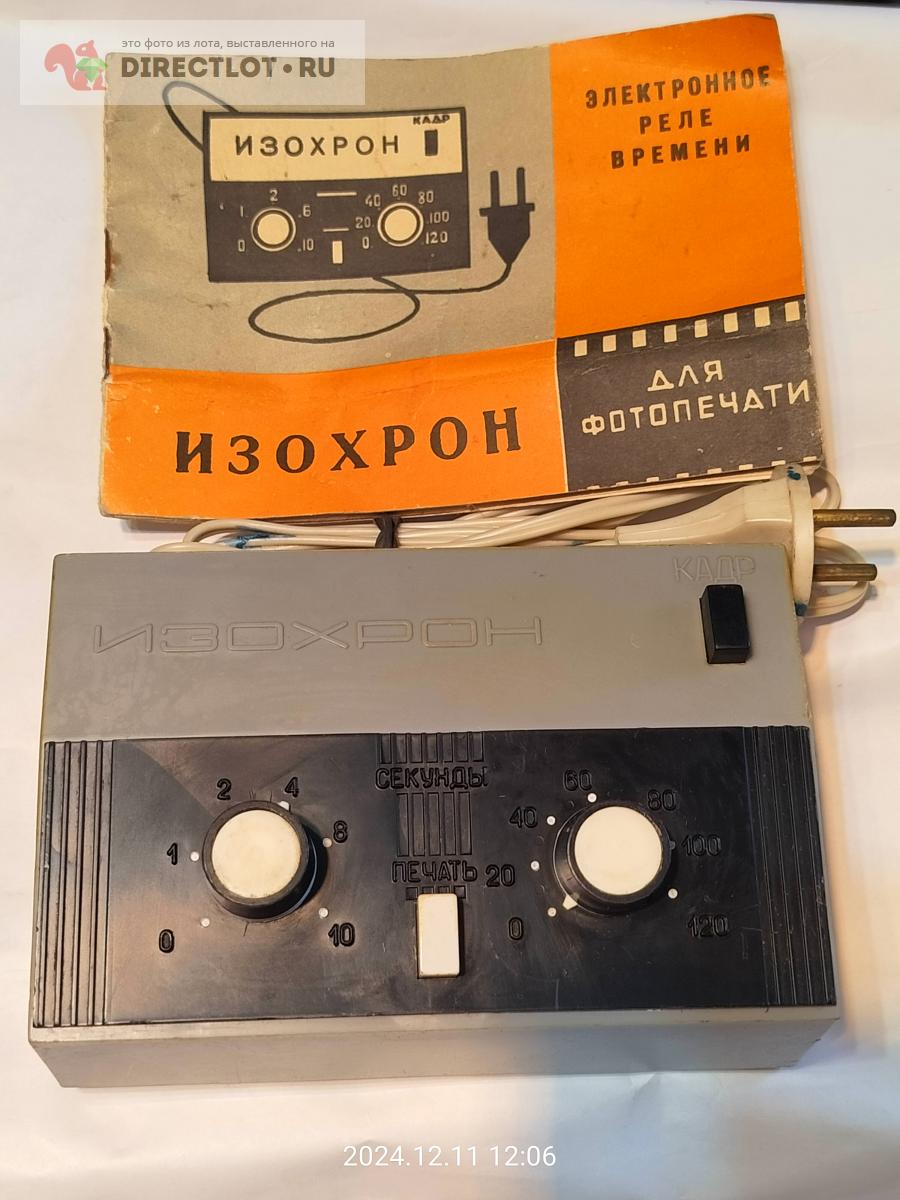 это фото из лота, выставленного на
DIRECTLOT•RU
ЭЛЕКТРОННОЕ
РЕЛЕ
ВРЕМЕНИ
КАДР
ИЗОХРОН
2
1
6
0
10
60
40
80
20
100
0
120
ДЛЯ
ФОТОПЕЧАТИ
ИЗОХРОН
КАДР
ИЗОХРОН
СЕКУНДЫ
2
4
1
8
0
10
ПЕЧАТЬ
60
40
80
20
100
0
120
2024.12.11 12:06